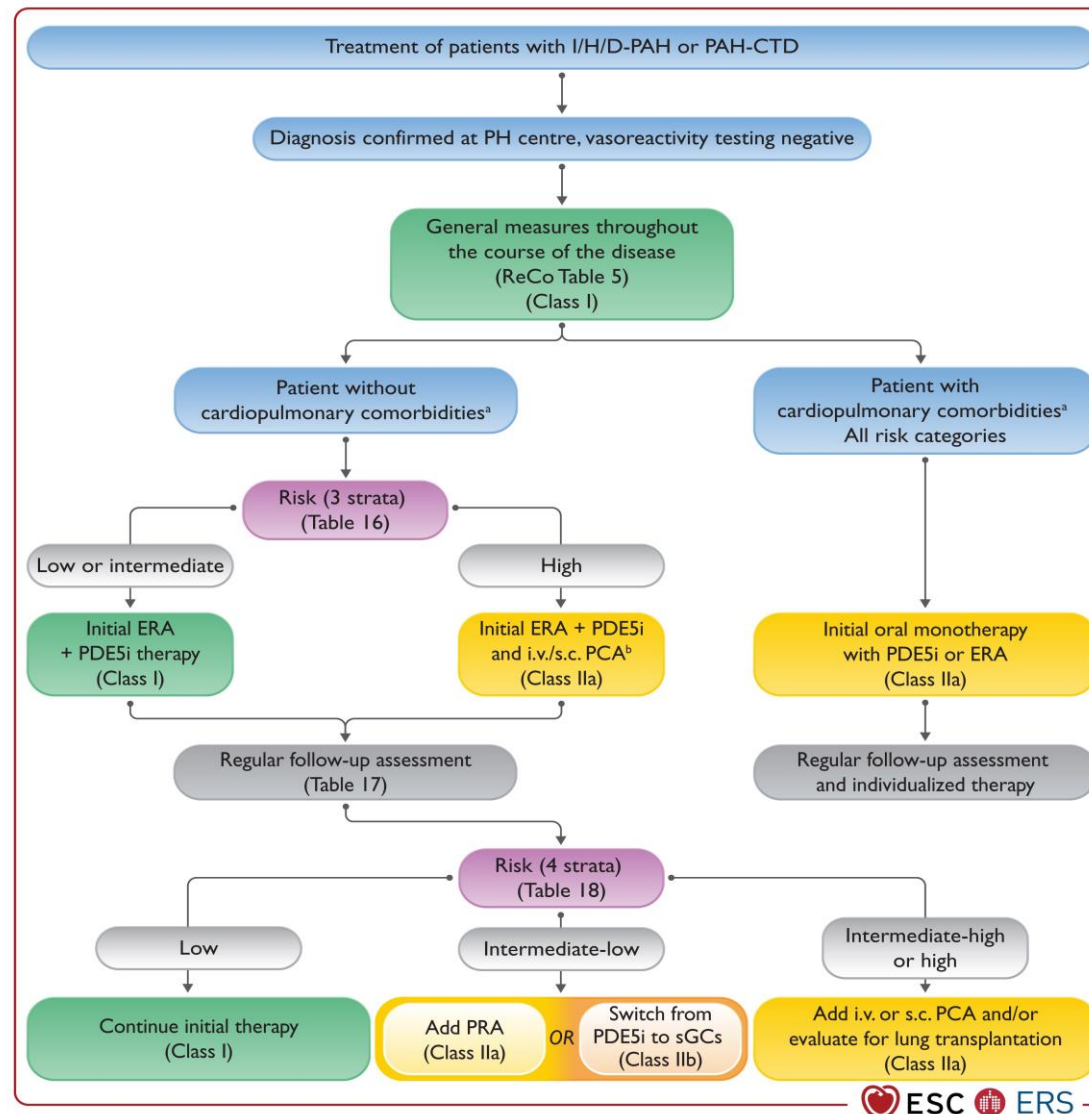 Treatment of patients with I/H/D-PAH or PAH-CTD
Diagnosis confirmed at PH centre, vasoreactivity testing negative
General measures throughout
the course of the disease
(ReCo Table 5)
(Class I)
Patient without
cardiopulmonary comorbiditiesᵃ
Patient with
cardiopulmonary comorbiditiesᵃ
All risk categories
Risk (3 strata)
(Table 16)
Low or intermediate
High
Initial ERA
+ PDE5i therapy
(Class I)
Initial ERA + PDE5i
and i.v./s.c. PCAᵇ
(Class IIa)
Initial oral monotherapy
with PDE5i or ERA
(Class IIa)
Regular follow-up assessment
(Table 17)
Regular follow-up assessment
and individualized therapy
Risk (4 strata)
(Table 18)
Low
Intermediate-low
Intermediate-high
or high
Continue initial therapy
(Class I)
Add PRA
(Class IIa)
OR
Switch from
PDE5i to sGCs
(Class IIb)
Add i.v. or s.c. PCA and/or
evaluate for lung transplantation
(Class IIa)
ESC ERS